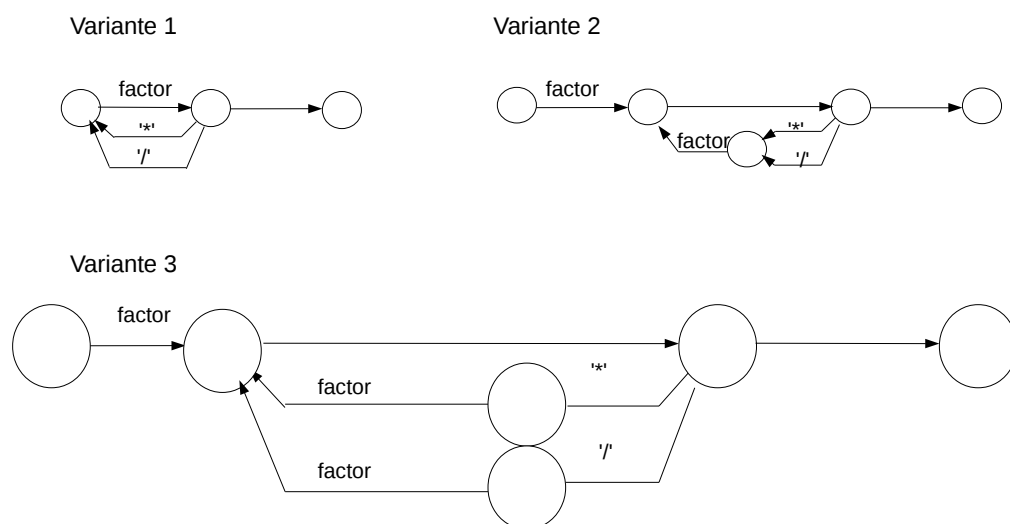 Variante 1
factor
'*'
'/'
Variante 2
factor
'*'
factor
'/'
Variante 3
factor
'*'
factor
'/'
factor